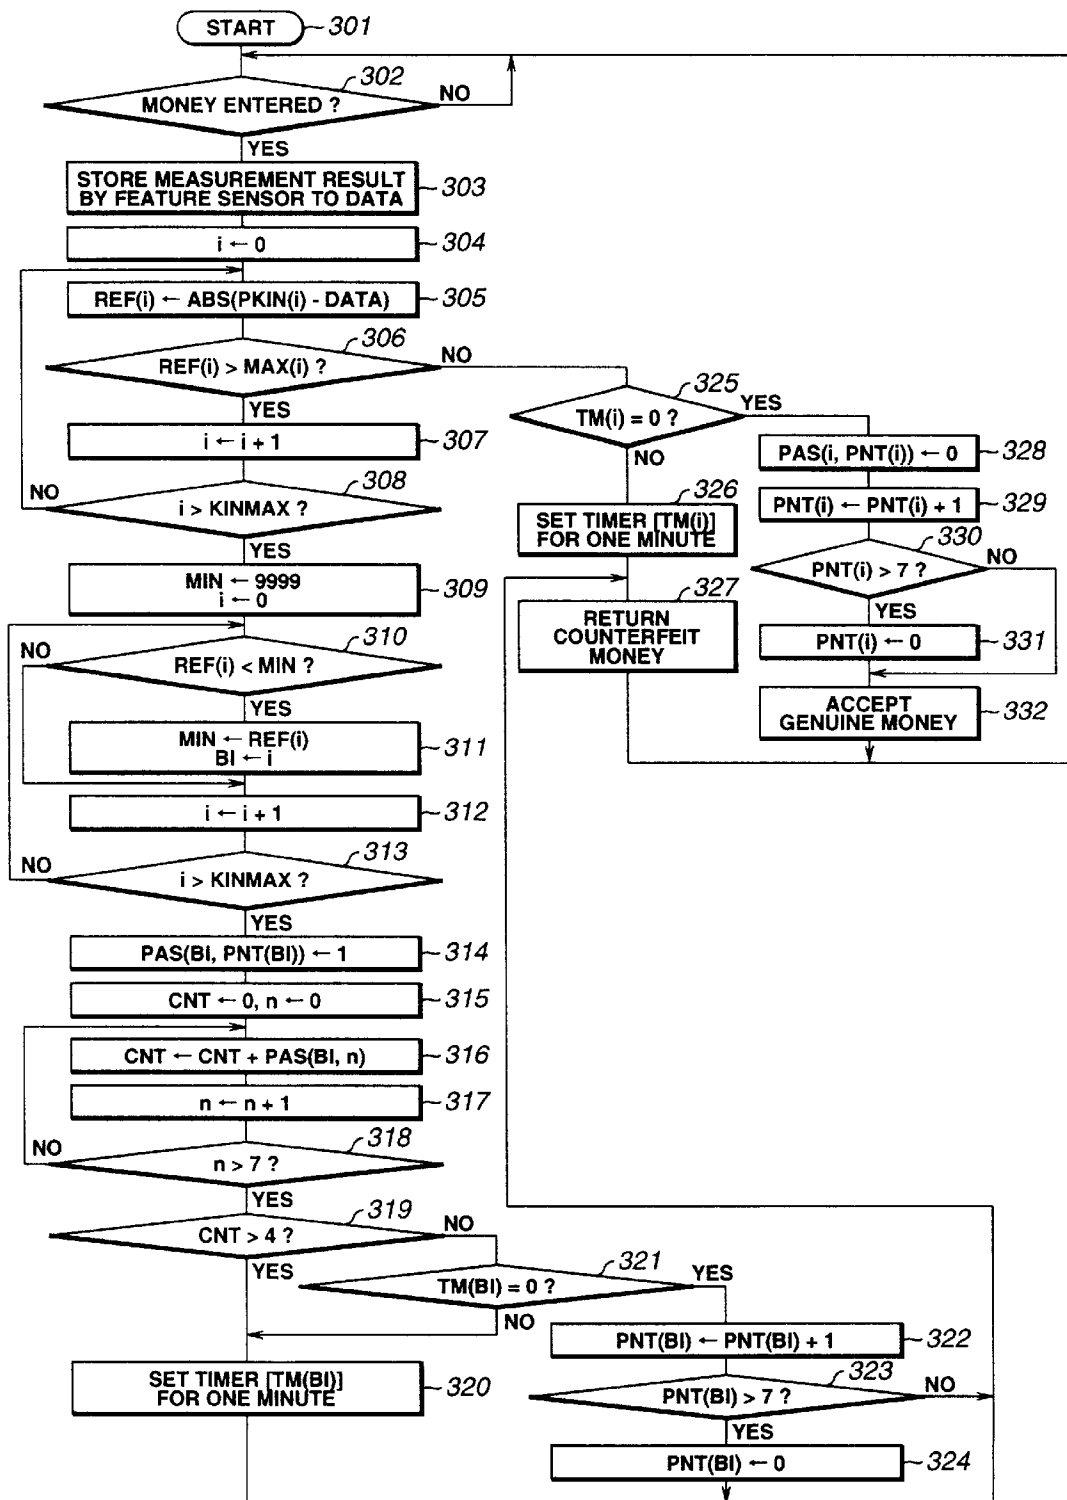 START
301
302
MONEY ENTERED ?
NO
YES
STORE MEASUREMENT RESULT
BY FEATURE SENSOR TO DATA
303
i ← 0
304
REF(i) ← ABS(PKIN(i) - DATA)
305
306
REF(i) > MAX(i) ?
NO
YES
i ← i + 1
307
308
NO
i > KINMAX ?
YES
MIN ← 9999
i ← 0
309
310
NO
REF(i) < MIN ?
YES
MIN ← REF(i)
BI ← i
311
i ← i + 1
312
313
NO
i > KINMAX ?
YES
PAS(BI, PNT(BI)) ← 1
314
CNT ← 0, n ← 0
315
CNT ← CNT + PAS(BI, n)
316
n ← n + 1
317
318
NO
n > 7 ?
YES
319
CNT > 4 ?
NO
YES
321
TM(BI) = 0 ?
YES
NO
SET TIMER [TM(BI)]
FOR ONE MINUTE
320
PNT(BI) ← PNT(BI) + 1
322
323
PNT(BI) > 7 ?
NO
YES
PNT(BI) ← 0
324
325
TM(i) = 0 ?
YES
NO
326
SET TIMER [TM(i)]
FOR ONE MINUTE
327
RETURN
COUNTERFEIT
MONEY
PAS(i, PNT(i)) ← 0
328
PNT(i) ← PNT(i) + 1
329
330
PNT(i) > 7 ?
NO
YES
PNT(i) ← 0
331
ACCEPT
GENUINE MONEY
332